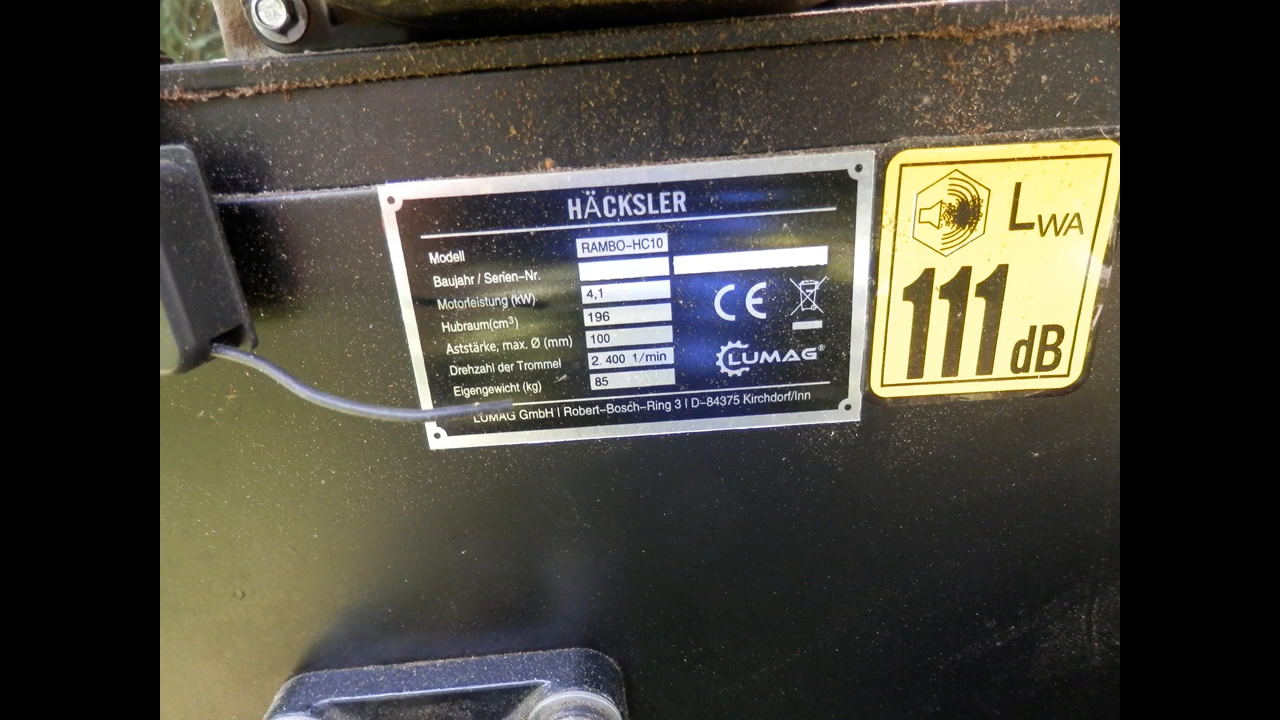 HÄCKSLER
Modell RAMBO-HC10
Baujahr / Serien-Nr.
Motorleistung (kW) 4,1
Hubraum(cm³) 196
Aststärke, max. Ø (mm) 100
Drehzahl der Trommel 2. 400 1/min
Eigengewicht (kg) 85
CE
LUMAG®
LUMAG GmbH | Robert-Bosch-Ring 3 | D-84375 Kirchdorf/Inn
LWA
111 dB